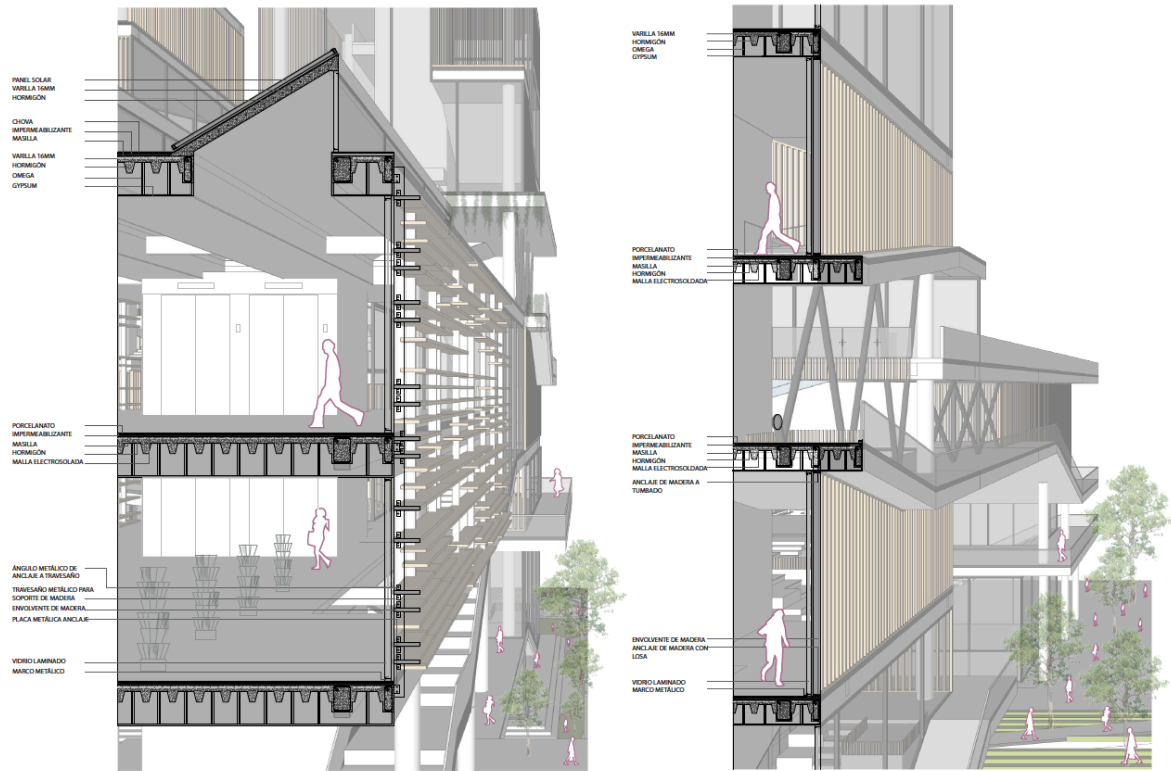 PANEL SOLAR
VARILLA 16MM
HORMIGÓN
CHOVA
IMPERMEABILIZANTE
MASILLA
VARILLA 16MM
HORMIGÓN
OMEGA
GYPSUM
PORCELANATO
IMPERMEABILIZANTE
MASILLA
HORMIGÓN
MALLA ELECTROSOLADA
ÁNGULO METÁLICO DE
ANCLAJE A TRAVESAÑO
TRAVESAÑO METÁLICO PARA
SOPORTE DE MADERA
ENVOLVENTE DE MADERA
PLACA METÁLICA ANCLAJE
VIDRIO LAMINADO
MARCO METÁLICO
VARILLA 16MM
HORMIGÓN
OMEGA
GYPSUM
PORCELANATO
IMPERMEABILIZANTE
MASILLA
HORMIGÓN
MALLA ELECTROSOLDADA
PORCELANATO
IMPERMEABILIZANTE
MASILLA
HORMIGÓN
MALLA ELECTROSOLDADA
ANCLAJE DE MADERA A
TUMBADO
ENVOLVENTE DE MADERA
ANCLAJE DE MADERA CON
LOSA
VIDRIO LAMINADO
MARCO METÁLICO